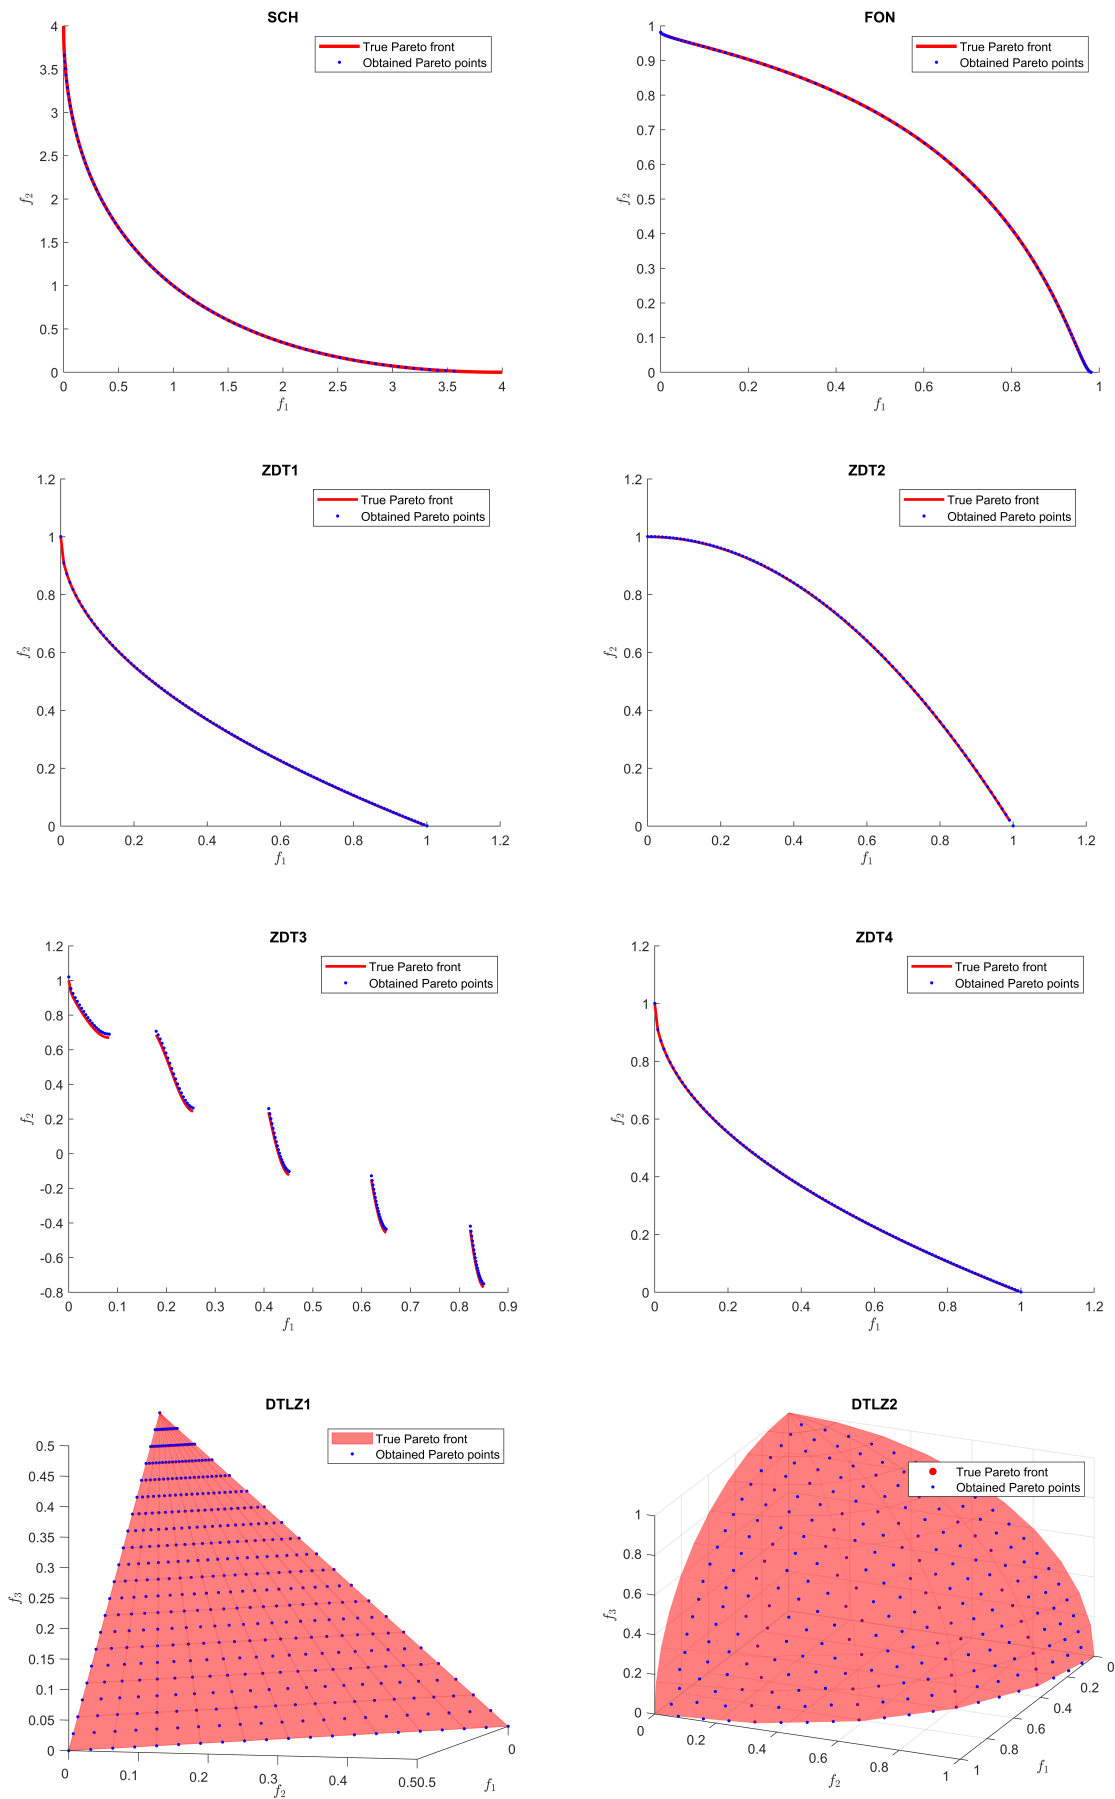 SCH
True Pareto front
Obtained Pareto points
4
3.5
3
2.5
2
1.5
1
0.5
0
f2
0 0.5 1 1.5 2 2.5 3 3.5 4
f1
FON
True Pareto front
Obtained Pareto points
1
0.9
0.8
0.7
0.6
0.5
0.4
0.3
0.2
0.1
0
f2
0 0.2 0.4 0.6 0.8 1
f1
ZDT1
True Pareto front
Obtained Pareto points
1.2
1
0.8
0.6
0.4
0.2
0
f2
0 0.2 0.4 0.6 0.8 1 1.2
f1
ZDT2
True Pareto front
Obtained Pareto points
1.2
1
0.8
0.6
0.4
0.2
0
f2
0 0.2 0.4 0.6 0.8 1 1.2
f1
ZDT3
True Pareto front
Obtained Pareto points
1.2
1
0.8
0.6
0.4
0.2
0
-0.2
-0.4
-0.6
-0.8
f2
0 0.1 0.2 0.3 0.4 0.5 0.6 0.7 0.8 0.9
f1
ZDT4
True Pareto front
Obtained Pareto points
1.2
1
0.8
0.6
0.4
0.2
0
f2
0 0.2 0.4 0.6 0.8 1 1.2
f1
DTLZ1
True Pareto front
Obtained Pareto points
0.5
0.45
0.4
0.35
0.3
0.25
0.2
0.15
0.1
0.05
0
f3
0 0.1 0.2 0.3 0.4 0.5
f2
0.5 0
f1
DTLZ2
True Pareto front
Obtained Pareto points
1
0.8
0.6
0.4
0.2
0
f3
0 0.2 0.4 0.6 0.8 1
f2
1 0.8 0.6 0.4 0.2 0
f1